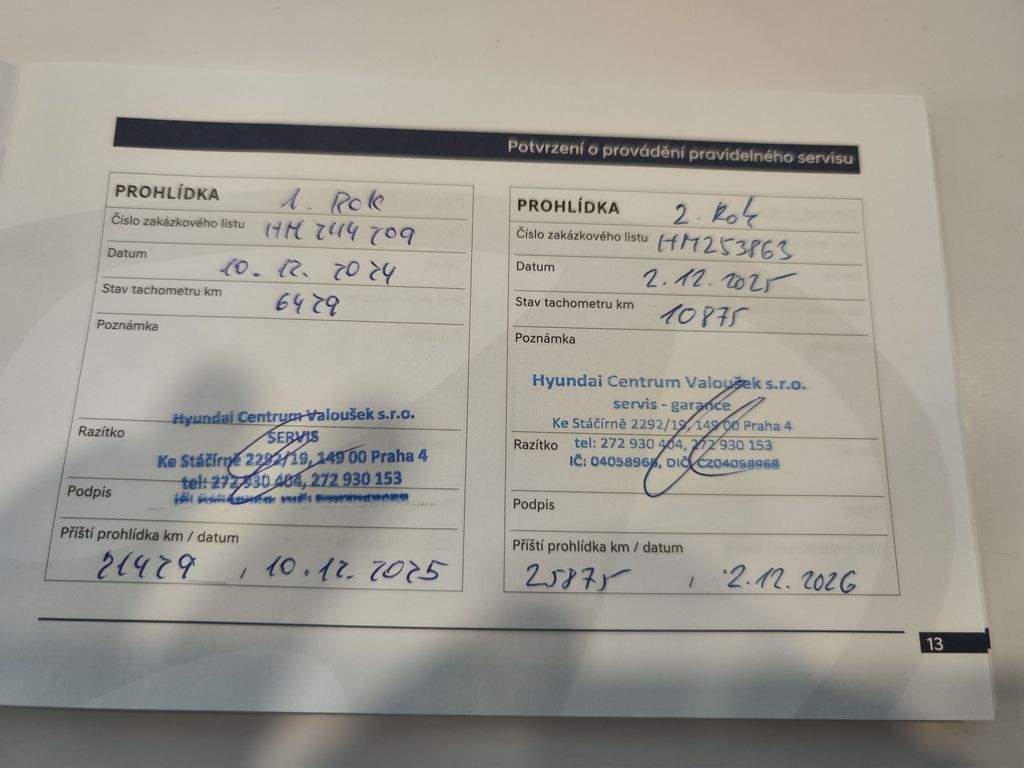 Potvrzení o provádění pravidelného servisu
PROHLÍDKA 1. Rok
Číslo zakázkového listu HM244209
Datum 10.12.2024
Stav tachometru km 6429
Poznámka
Hyundai Centrum Valoušek s.r.o.
SERVIS
Razítko
Ke Stáčírně 2292/19, 149 00 Praha 4
tel: 272 930 404, 272 930 153
Podpis
Příští prohlídka km / datum
21429 , 10.12.2025
PROHLÍDKA 2. Rok
Číslo zakázkového listu HM253863
Datum 2.12.2025
Stav tachometru km 10875
Poznámka
Hyundai Centrum Valoušek s.r.o.
servis - garance
Ke Stáčírně 2292/19, 149 00 Praha 4
Razítko tel: 272 930 404, 272 930 153
IČ: 04058968, DIČ: CZ04058968
Podpis
Příští prohlídka km / datum
25875 , 2.12.2026
13